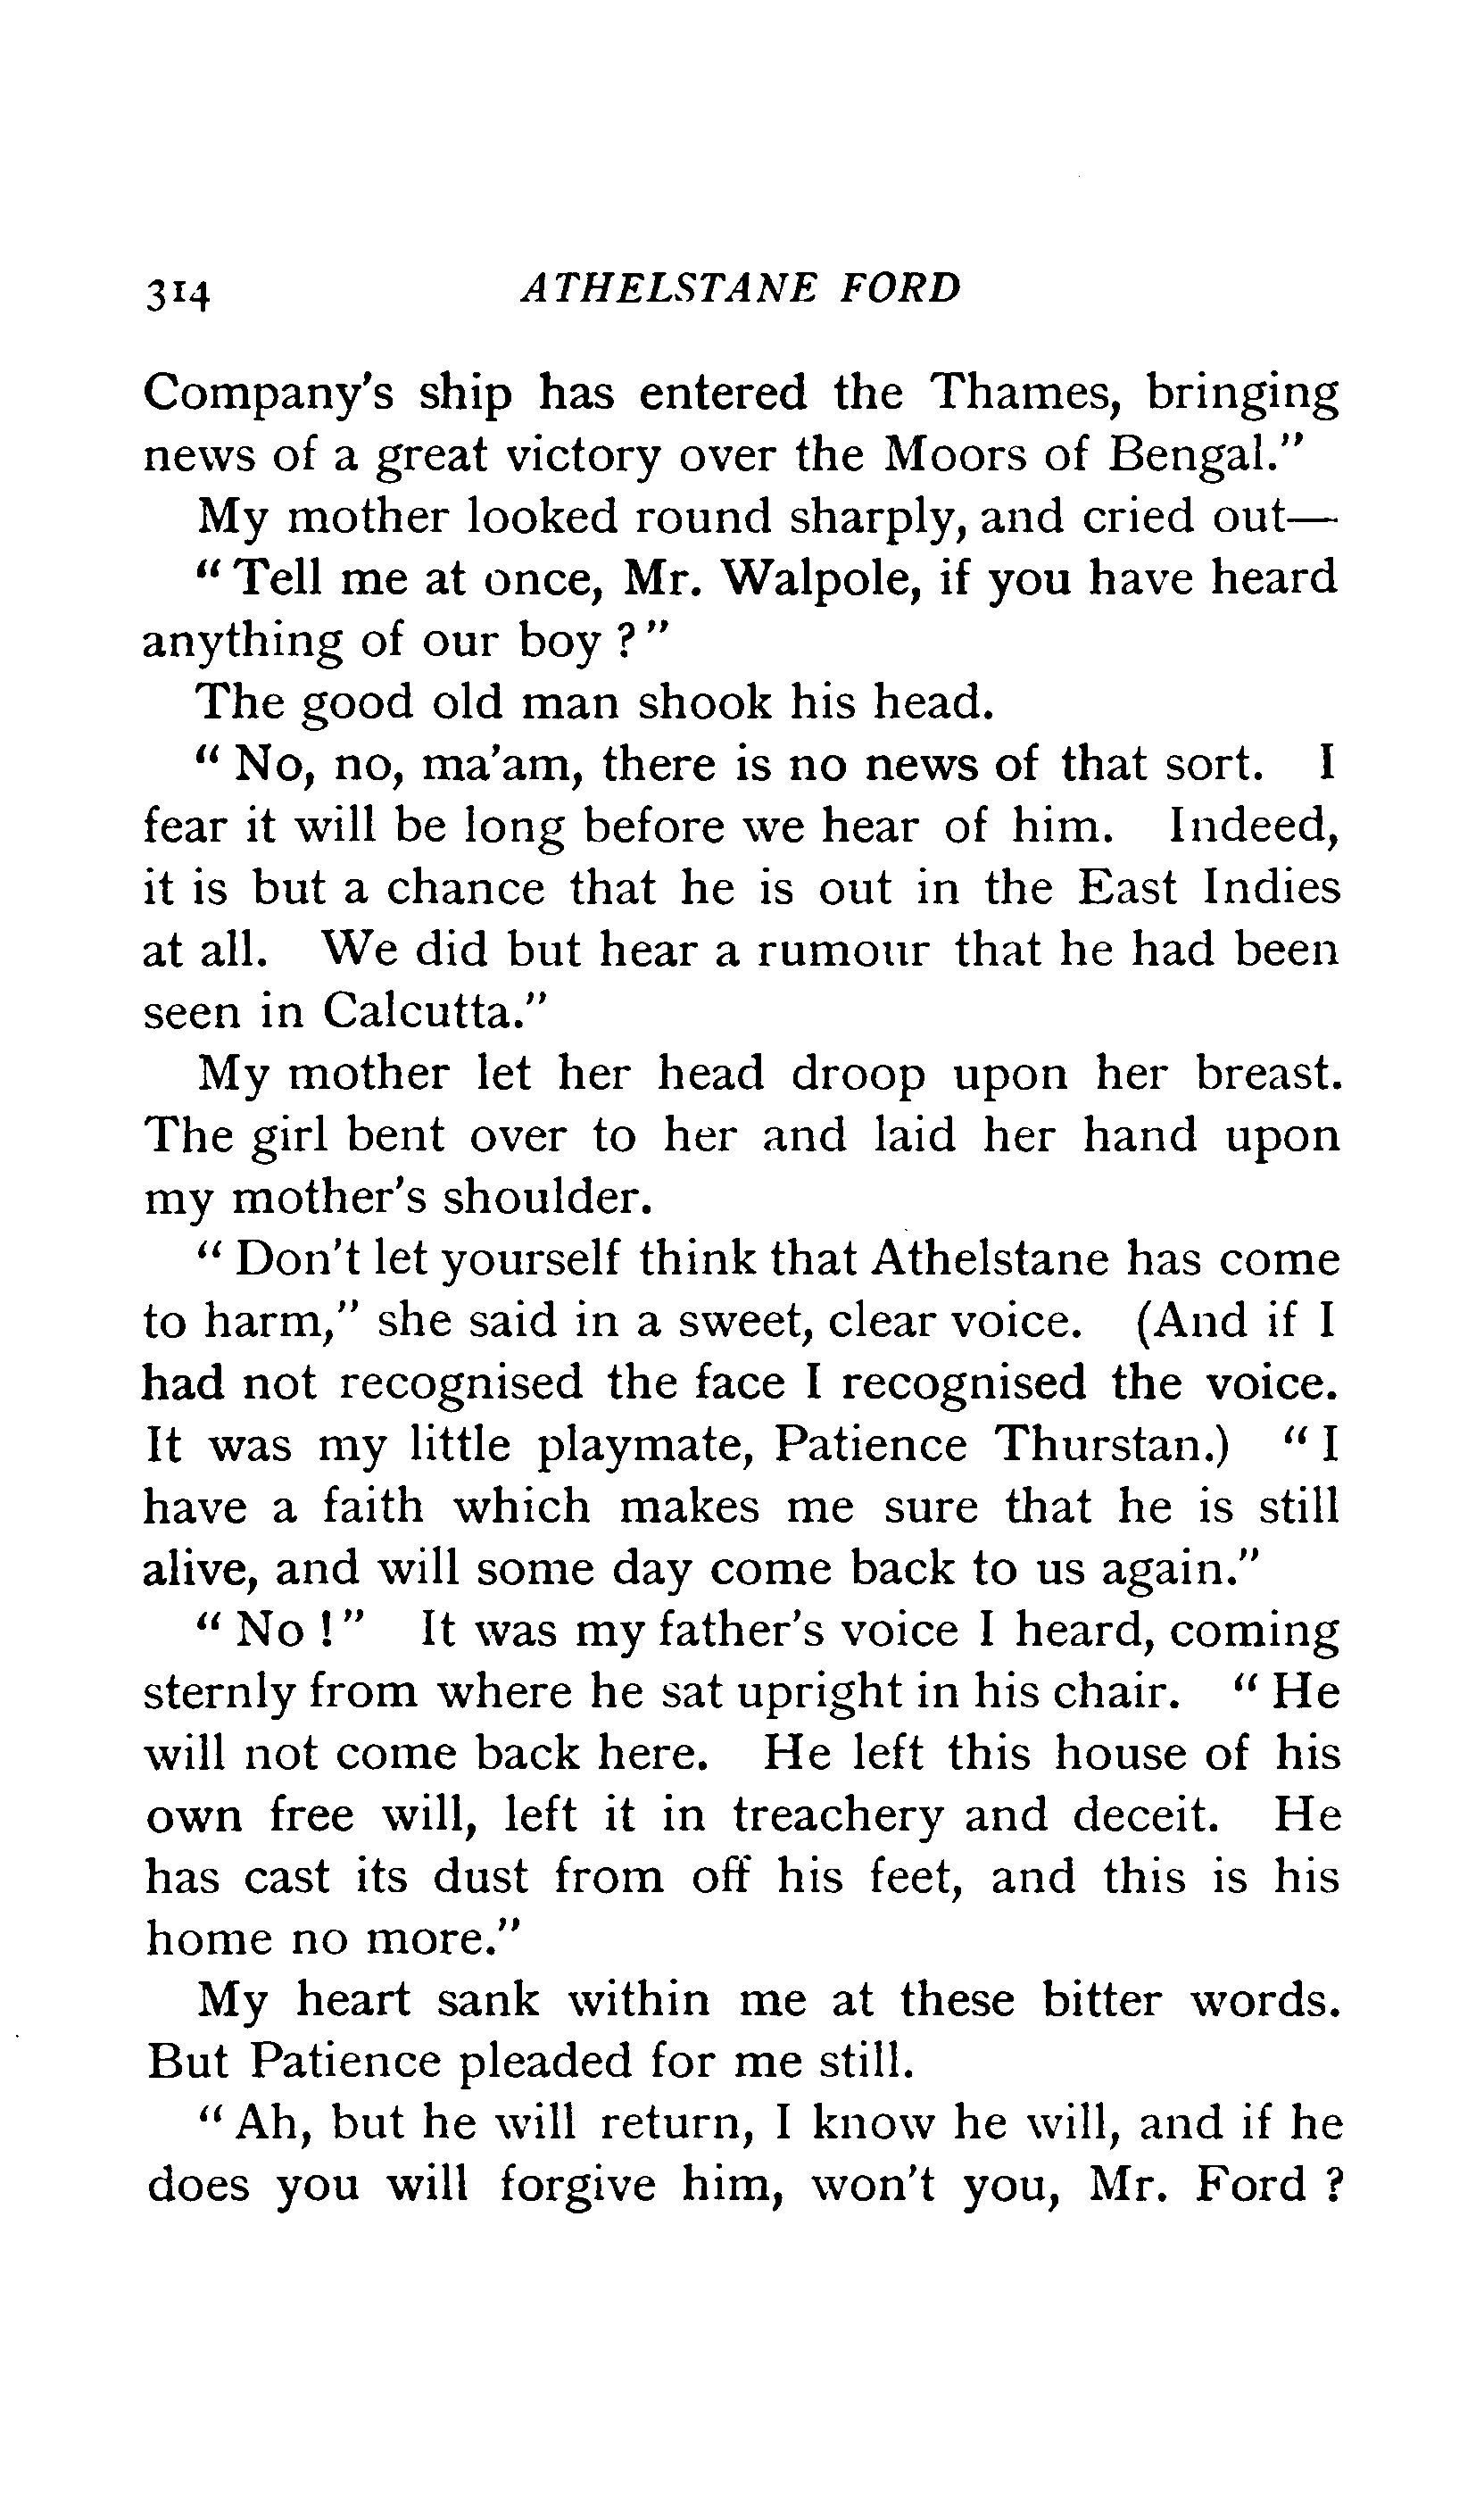 314 ATHELSTANE FORD
Company's ship has entered the Thames, bringing
news of a great victory over the Moors of Bengal."
My mother looked round sharply, and cried out—
"Tell me at once, Mr. Walpole, if you have heard
anything of our boy?"
The good old man shook his head.
"No, no, ma'am, there is no news of that sort. I
fear it will be long before we hear of him. Indeed,
it is but a chance that he is out in the East Indies
at all. We did but hear a rumour that he had been
seen in Calcutta."
My mother let her head droop upon her breast.
The girl bent over to her and laid her hand upon
my mother's shoulder.
"Don't let yourself think that Athelstane has come
to harm," she said in a sweet, clear voice. (And if I
had not recognised the face I recognised the voice.
It was my little playmate, Patience Thurstan.) "I
have a faith which makes me sure that he is still
alive, and will some day come back to us again."
"No!" It was my father's voice I heard, coming
sternly from where he sat upright in his chair. "He
will not come back here. He left this house of his
own free will, left it in treachery and deceit. He
has cast its dust from off his feet, and this is his
home no more."
My heart sank within me at these bitter words.
But Patience pleaded for me still.
"Ah, but he will return, I know he will, and if he
does you will forgive him, won't you, Mr. Ford?